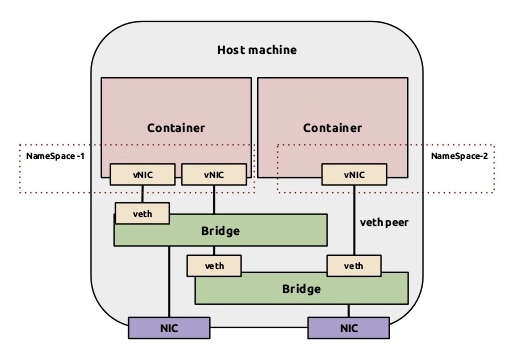 Host machine
Container
Container
NameSpace -1
NameSpace-2
vNIC
vNIC
vNIC
veth
veth peer
Bridge
veth
veth
Bridge
NIC
NIC